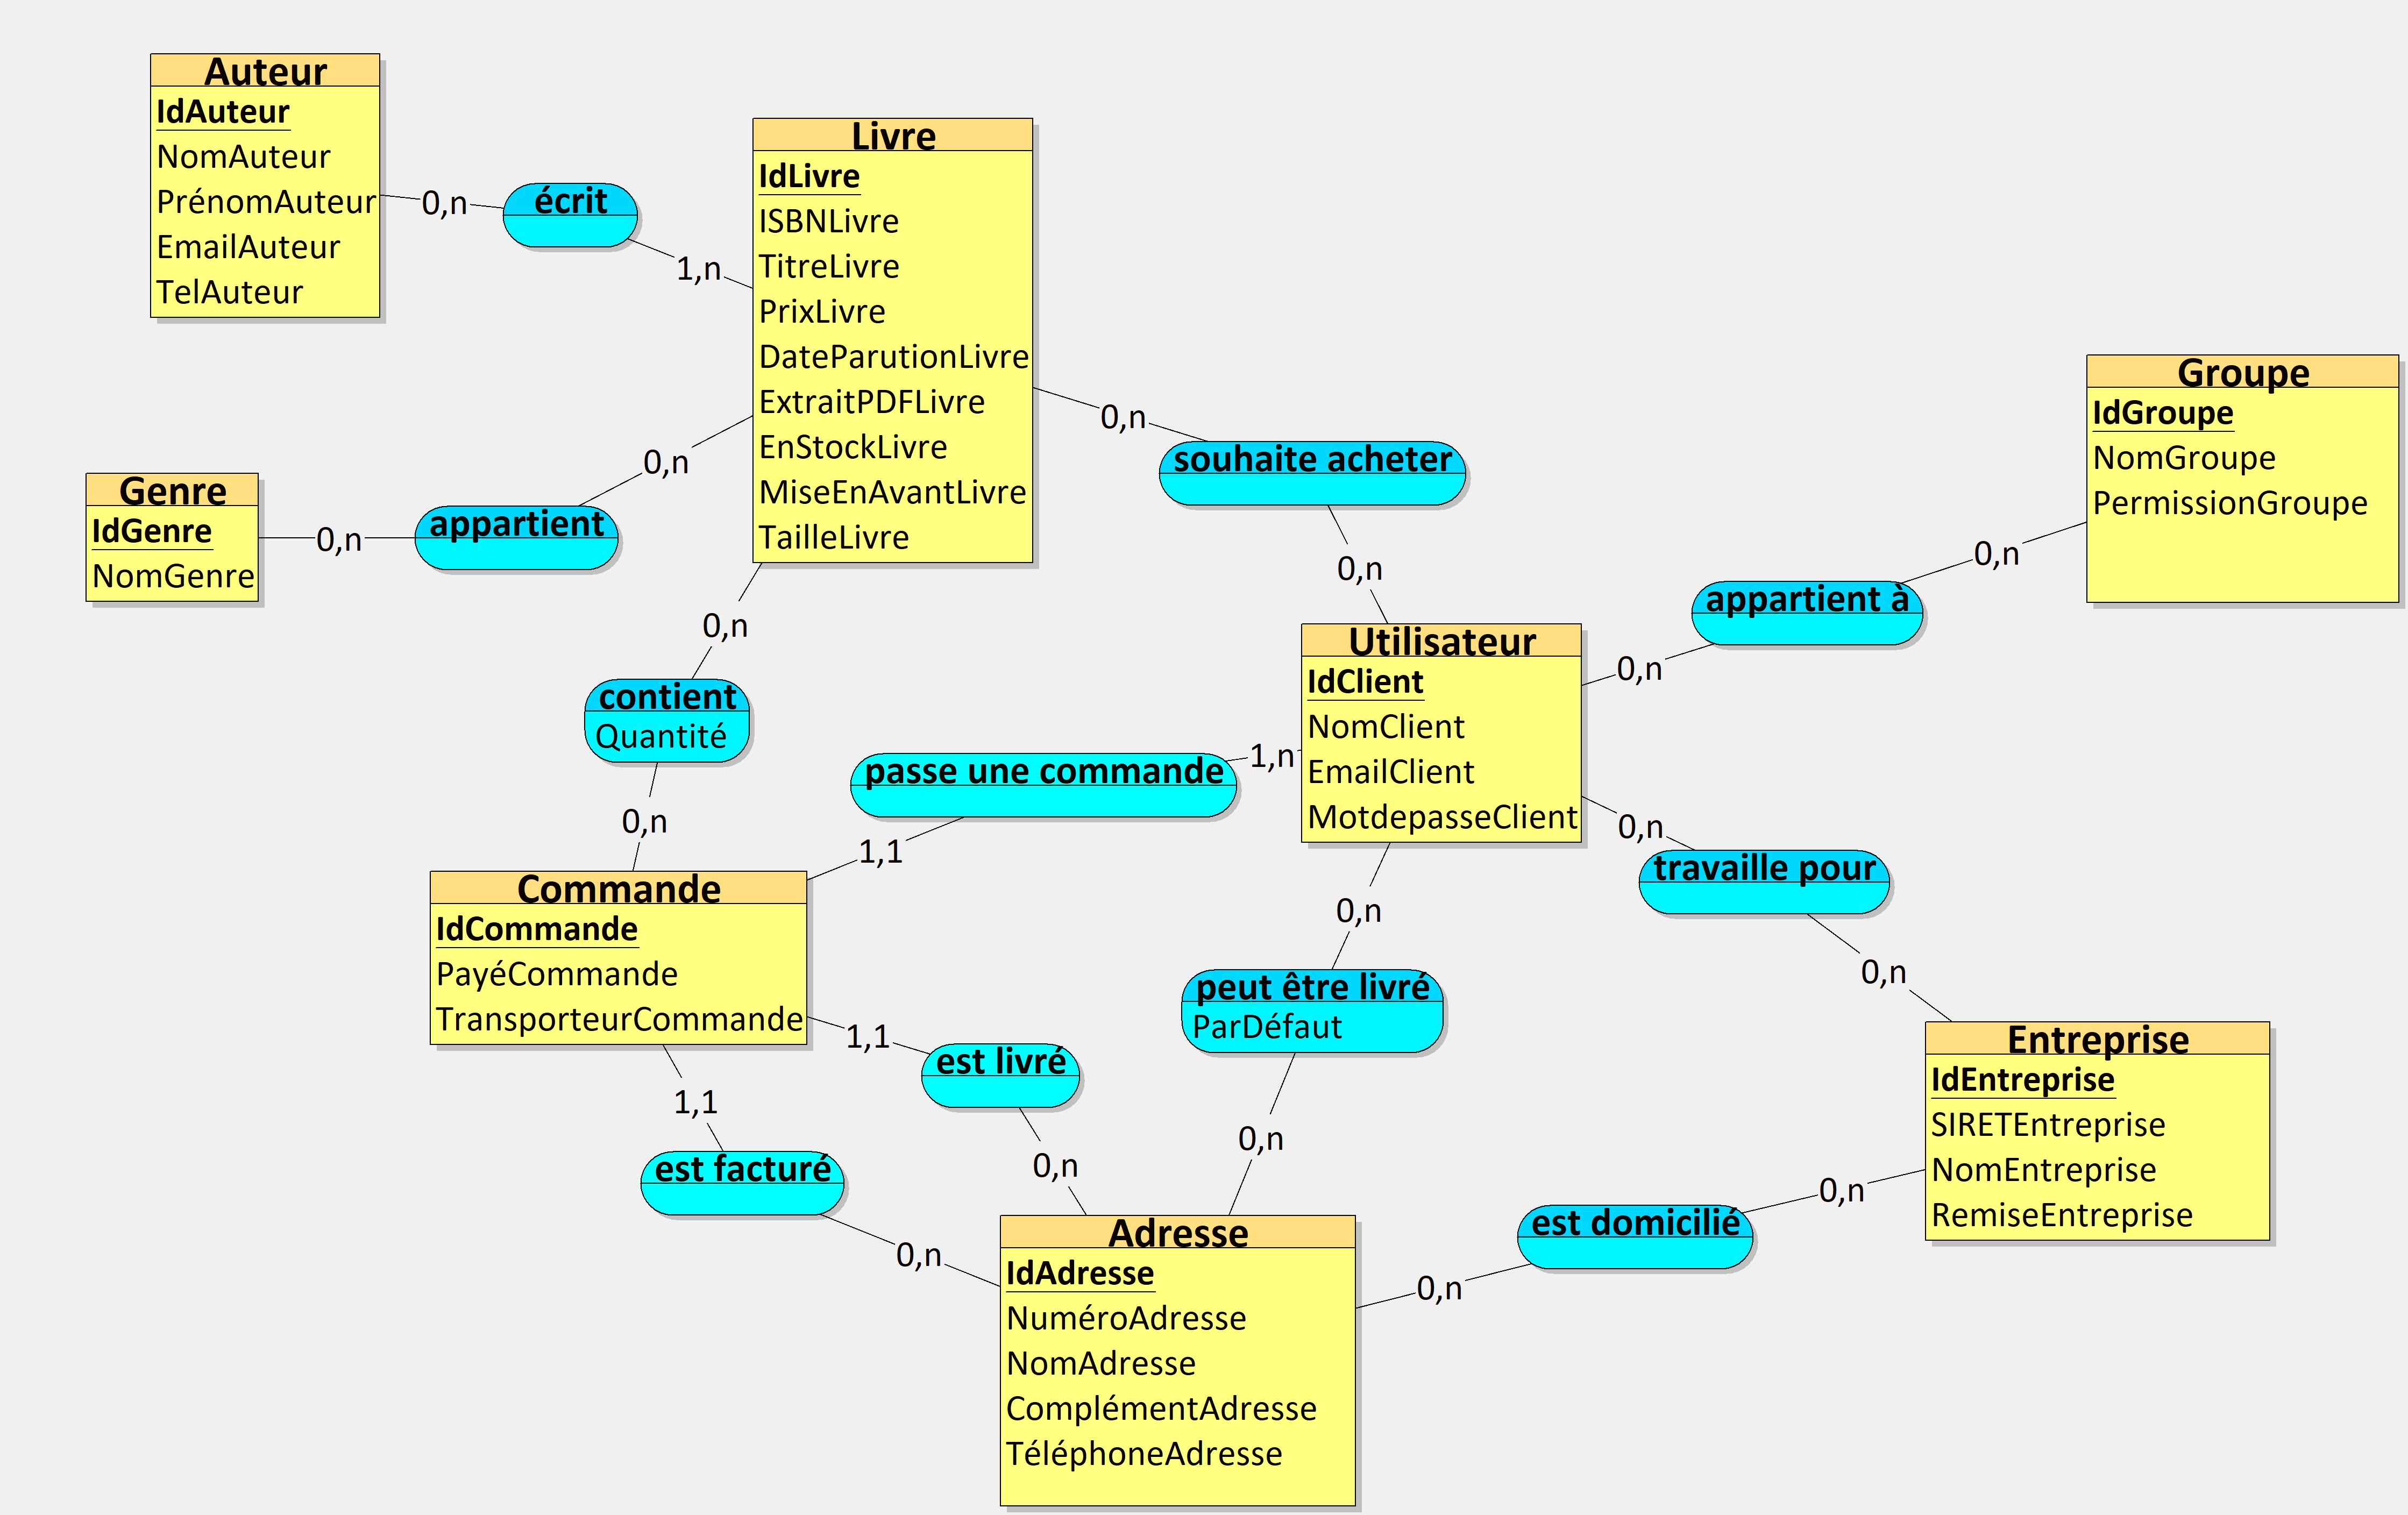 Auteur
IdAuteur
NomAuteur
PrénomAuteur
EmailAuteur
TelAuteur
0,n
écrit
1,n
Livre
IdLivre
ISBNLivre
TitreLivre
PrixLivre
DateParutionLivre
ExtraitPDFLivre
EnStockLivre
MiseEnAvantLivre
TailleLivre
0,n
souhaite acheter
0,n
Groupe
IdGroupe
NomGroupe
PermissionGroupe
0,n
appartient à
0,n
Genre
IdGenre
NomGenre
0,n
appartient
0,n
0,n
contient
Quantité
0,n
Utilisateur
IdClient
NomClient
EmailClient
MotdepasseClient
1,n
passe une commande
1,1
0,n
travaille pour
0,n
Commande
IdCommande
PayéCommande
TransporteurCommande
0,n
peut être livré
ParDéfaut
0,n
1,1
est livré
0,n
1,1
est facturé
0,n
Entreprise
IdEntreprise
SIRETEntreprise
NomEntreprise
RemiseEntreprise
0,n
est domicilié
0,n
Adresse
IdAdresse
NuméroAdresse
NomAdresse
ComplémentAdresse
TéléphoneAdresse